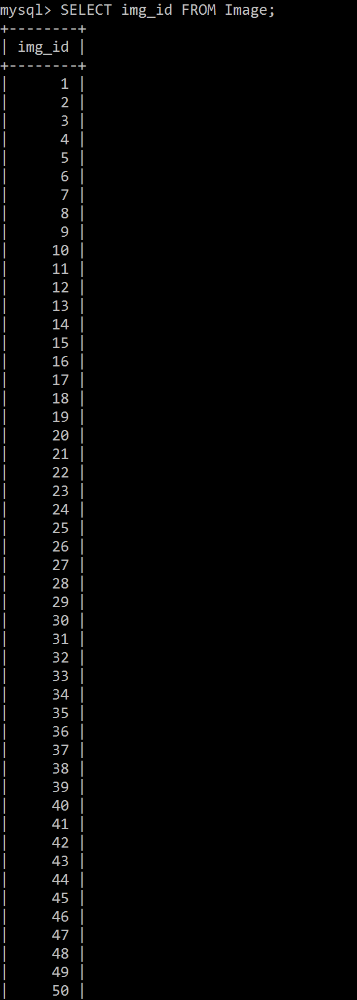 mysql> SELECT img_id FROM Image;
+--------+
| img_id |
+--------+
|      1 |
|      2 |
|      3 |
|      4 |
|      5 |
|      6 |
|      7 |
|      8 |
|      9 |
|     10 |
|     11 |
|     12 |
|     13 |
|     14 |
|     15 |
|     16 |
|     17 |
|     18 |
|     19 |
|     20 |
|     21 |
|     22 |
|     23 |
|     24 |
|     25 |
|     26 |
|     27 |
|     28 |
|     29 |
|     30 |
|     31 |
|     32 |
|     33 |
|     34 |
|     35 |
|     36 |
|     37 |
|     38 |
|     39 |
|     40 |
|     41 |
|     42 |
|     43 |
|     44 |
|     45 |
|     46 |
|     47 |
|     48 |
|     49 |
|     50 |